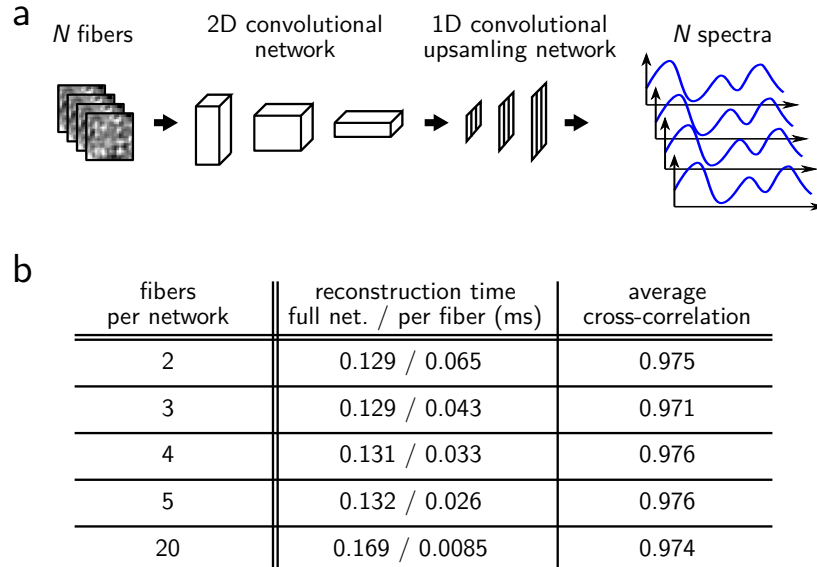 a
N fibers
2D convolutional
network
1D convolutional
upsamling network
N spectra
b
fibers
per network
reconstruction time
full net. / per fiber (ms)
average
cross-correlation
2 0.129 / 0.065 0.975
3 0.129 / 0.043 0.971
4 0.131 / 0.033 0.976
5 0.132 / 0.026 0.976
20 0.169 / 0.0085 0.974